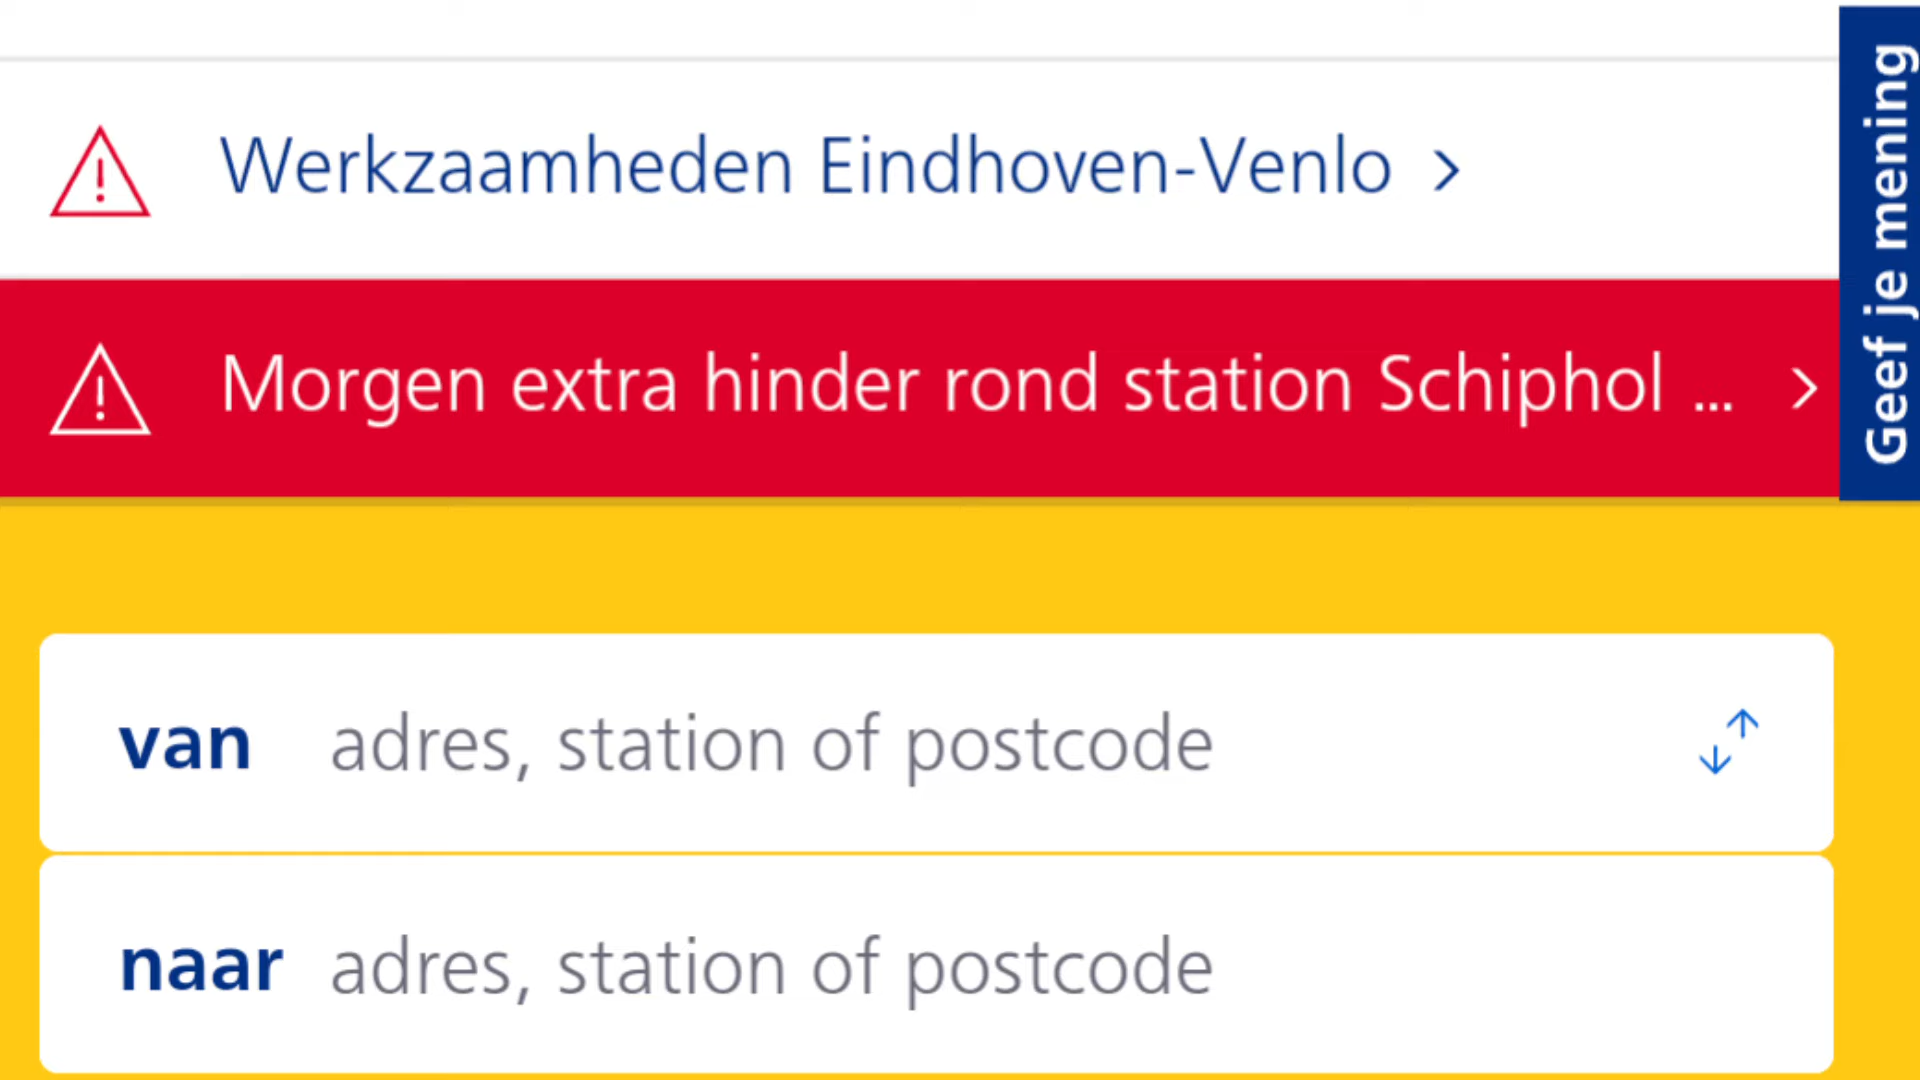 Werkzaamheden Eindhoven-Venlo
Morgen extra hinder rond station Schiphol ...
Geef je mening
van adres, station of postcode
naar adres, station of postcode